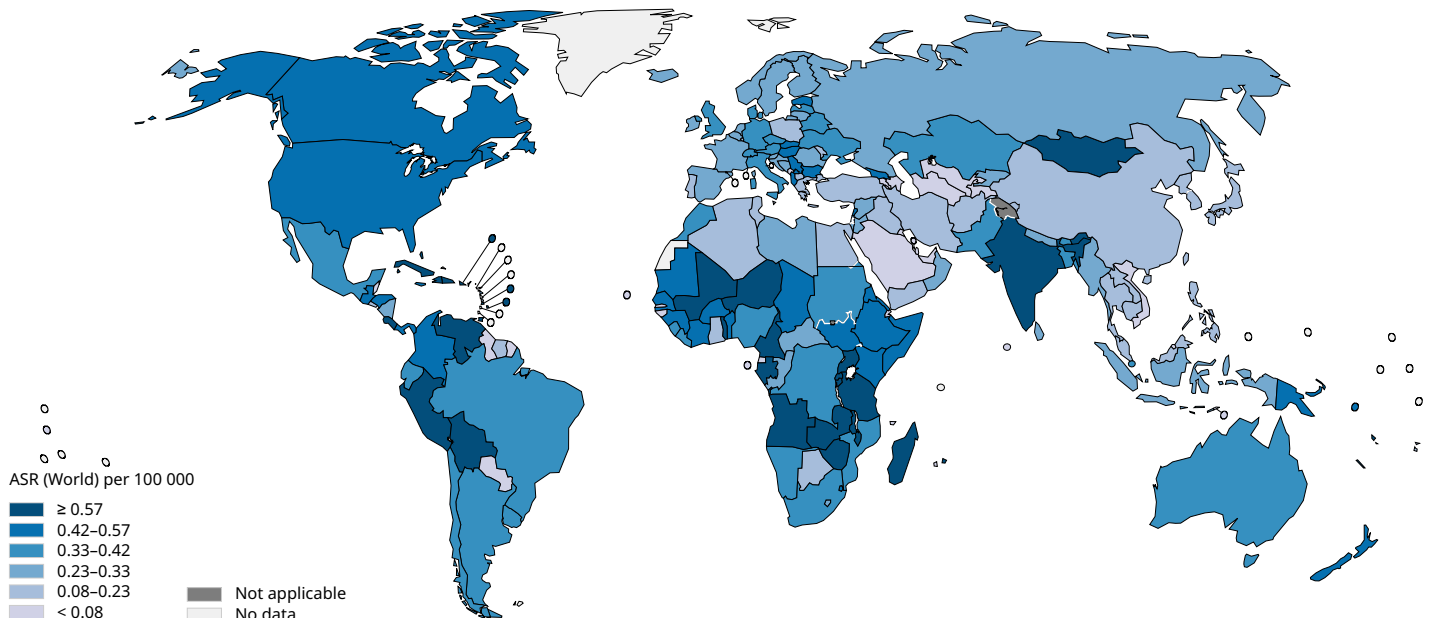 ASR (World) per 100 000
≥ 0.57
0.42–0.57
0.33–0.42
0.23–0.33
0.08–0.23
< 0.08
Not applicable
No data